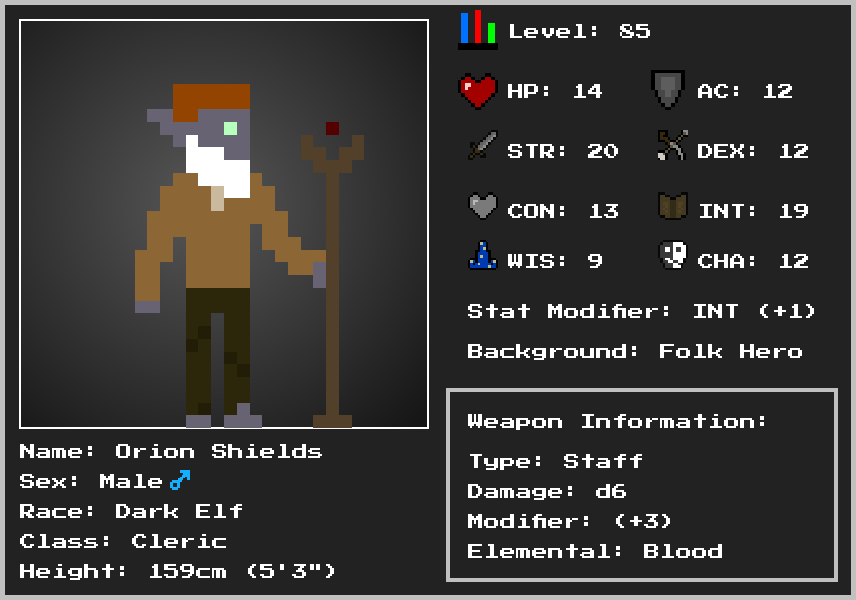 Level: 85
HP: 14 AC: 12
STR: 20 DEX: 12
CON: 13 INT: 19
WIS: 9 CHA: 12
Stat Modifier: INT (+1)
Background: Folk Hero
Weapon Information:
Type: Staff
Damage: d6
Modifier: (+3)
Elemental: Blood
Name: Orion Shields
Sex: Male ♂
Race: Dark Elf
Class: Cleric
Height: 159cm (5'3")